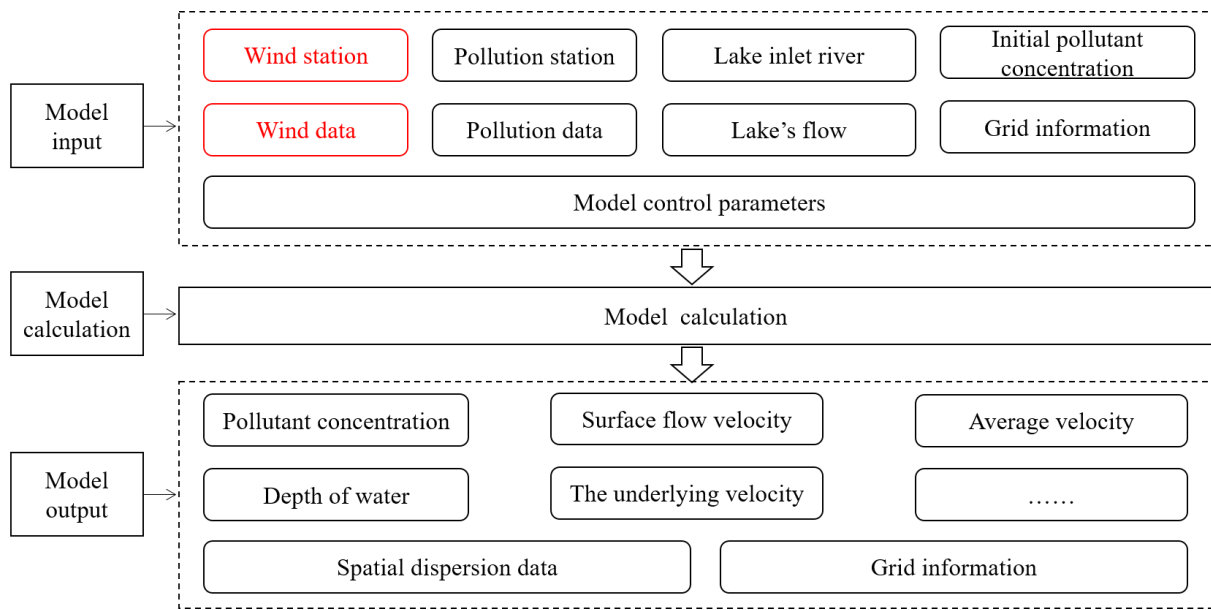 Model
input
Wind station
Pollution station
Lake inlet river
Initial pollutant
concentration
Wind data
Pollution data
Lake's flow
Grid information
Model control parameters
Model
calculation
Model calculation
Model
output
Pollutant concentration
Surface flow velocity
Average velocity
Depth of water
The underlying velocity
……
Spatial dispersion data
Grid information